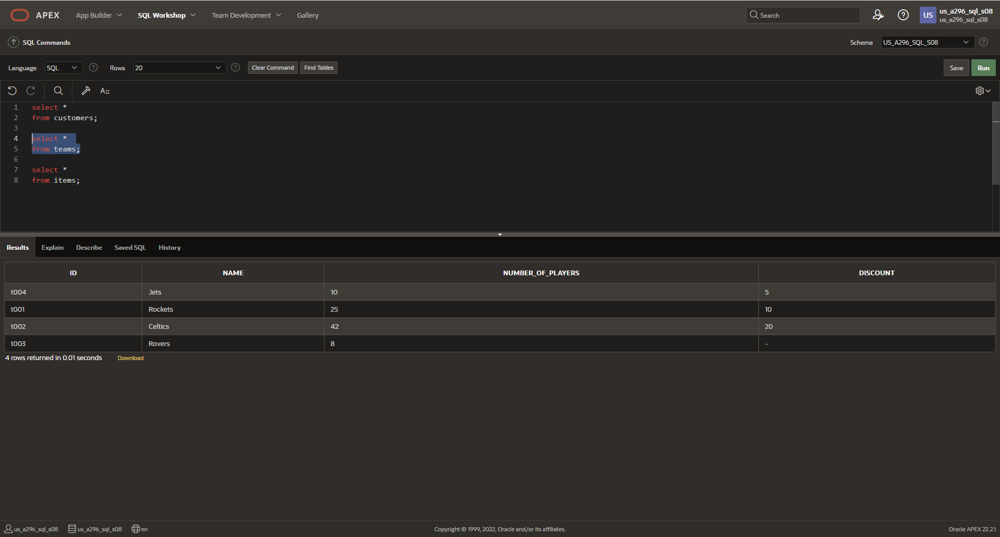 APEX App Builder SQL Workshop Team Development Gallery Search US us_a296_sql_s08
us_a296_sql_s08
SQL Commands Schema US_A296_SQL_S08
Language SQL Rows 20 Clear Command Find Tables Save Run
A::
1 select *
2 from customers;
3
4 select *
5 from teams;
6
7 select *
8 from items;
Results Explain Describe Saved SQL History
ID NAME NUMBER_OF_PLAYERS DISCOUNT
t004 Jets 10 5
t001 Rockets 25 10
t002 Celtics 42 20
t003 Rovers 8 -
4 rows returned in 0.01 seconds Download
us_a296_sql_s08 us_a296_sql_s08 en Copyright © 1999, 2022, Oracle and/or its affiliates. Oracle APEX 22.2.1